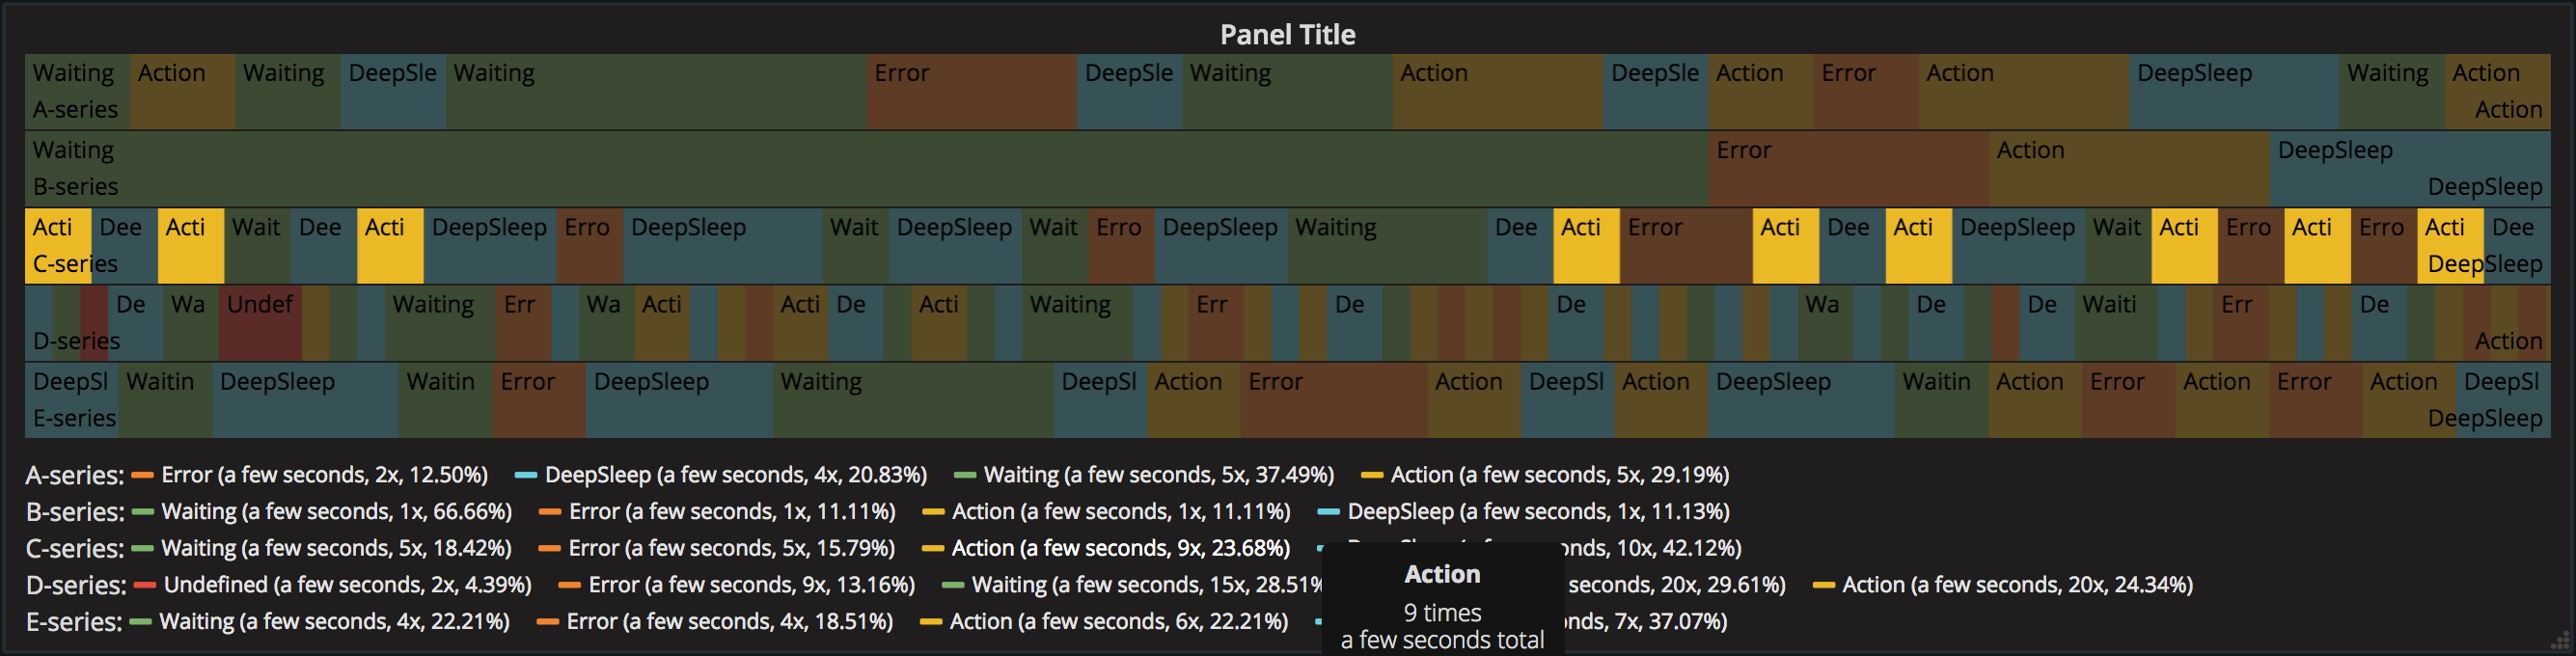 Panel Title
Waiting Action Waiting DeepSle Waiting Error DeepSle Waiting Action DeepSle Action Error Action DeepSleep Waiting Action
A-series Action
Waiting Error Action DeepSleep
B-series DeepSleep
Acti Dee Acti Wait Dee Acti DeepSleep Erro DeepSleep Wait DeepSleep Wait Erro DeepSleep Waiting Dee Acti Error Acti Dee Acti DeepSleep Wait Acti Erro Acti Erro Acti Dee
C-series DeepSleep
De Wa Undef Waiting Err Wa Acti Acti De Acti Waiting Err De De Wa De De Waiti Err De
D-series Action
DeepSl Waitin DeepSleep Waitin Error DeepSleep Waiting DeepSl Action Error Action DeepSl Action DeepSleep Waitin Action Error Action Error Action DeepSl
E-series DeepSleep
A-series: Error (a few seconds, 2x, 12.50%) DeepSleep (a few seconds, 4x, 20.83%) Waiting (a few seconds, 5x, 37.49%) Action (a few seconds, 5x, 29.19%)
B-series: Waiting (a few seconds, 1x, 66.66%) Error (a few seconds, 1x, 11.11%) Action (a few seconds, 1x, 11.11%) DeepSleep (a few seconds, 1x, 11.13%)
C-series: Waiting (a few seconds, 5x, 18.42%) Error (a few seconds, 5x, 15.79%) Action (a few seconds, 9x, 23.68%) onds, 10x, 42.12%)
D-series: Undefined (a few seconds, 2x, 4.39%) Error (a few seconds, 9x, 13.16%) Waiting (a few seconds, 15x, 28.51% seconds, 20x, 29.61%) Action (a few seconds, 20x, 24.34%)
E-series: Waiting (a few seconds, 4x, 22.21%) Error (a few seconds, 4x, 18.51%) Action (a few seconds, 6x, 22.21%) onds, 7x, 37.07%)
Action
9 times
a few seconds total